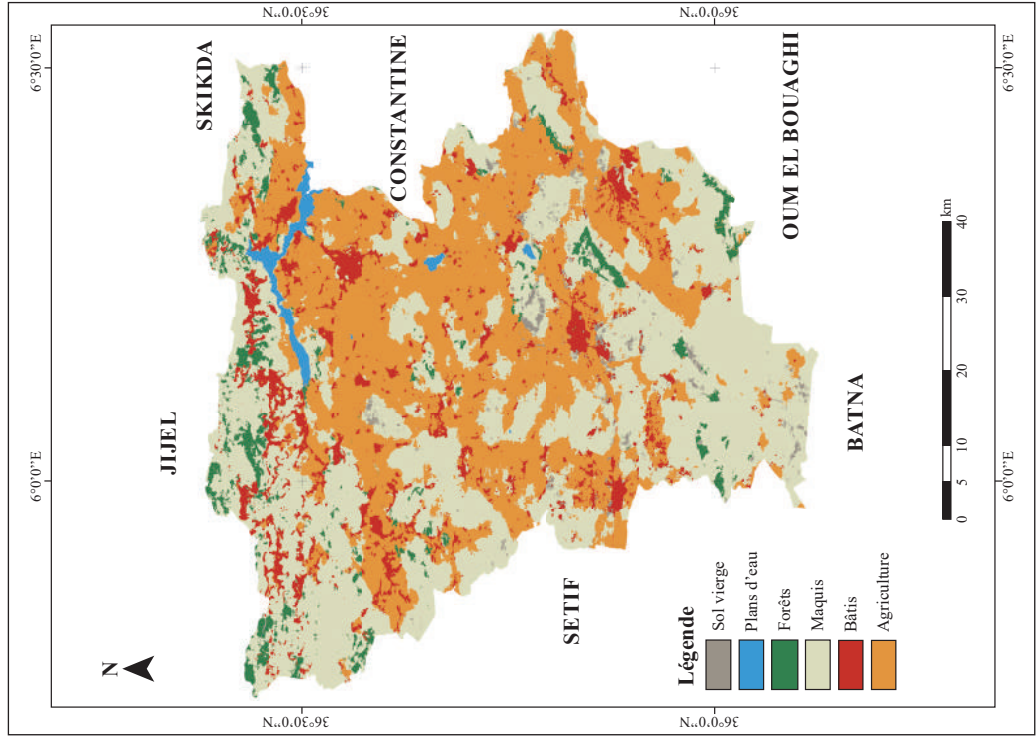 6°0'0"E
6°30'0"E
N
JIJEL
SKIKDA
36°30'0"N
36°30'0"N
CONSTANTINE
SETIF
36°0'0"N
36°0'0"N
OUM EL BOUAGHI
BATNA
Légende
Sol vierge
Plans d'eau
Forêts
Maquis
Bâtis
Agriculture
0 5 10 20 30 40
km
6°0'0"E
6°30'0"E